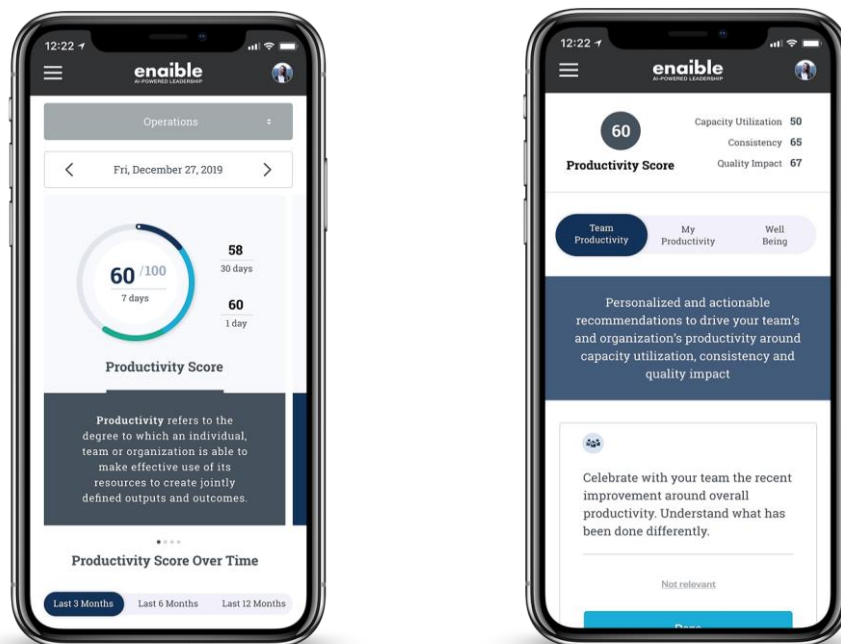 12:22
enaible
AI-POWERED LEADERSHIP
Operations
Fri, December 27, 2019
60 /100
7 days
58
30 days
60
1 day
Productivity Score
Productivity refers to the
degree to which an individual,
team or organization is able to
make effective use of its
resources to create jointly
defined outputs and outcomes.
Productivity Score Over Time
Last 3 Months Last 6 Months Last 12 Months
12:22
enaible
AI-POWERED LEADERSHIP
60
Productivity Score
Capacity Utilization 50
Consistency 65
Quality Impact 67
Team
Productivity
My
Productivity
Well
Being
Personalized and actionable
recommendations to drive your team's
and organization's productivity around
capacity utilization, consistency and
quality impact
Celebrate with your team the recent
improvement around overall
productivity. Understand what has
been done differently.
Not relevant